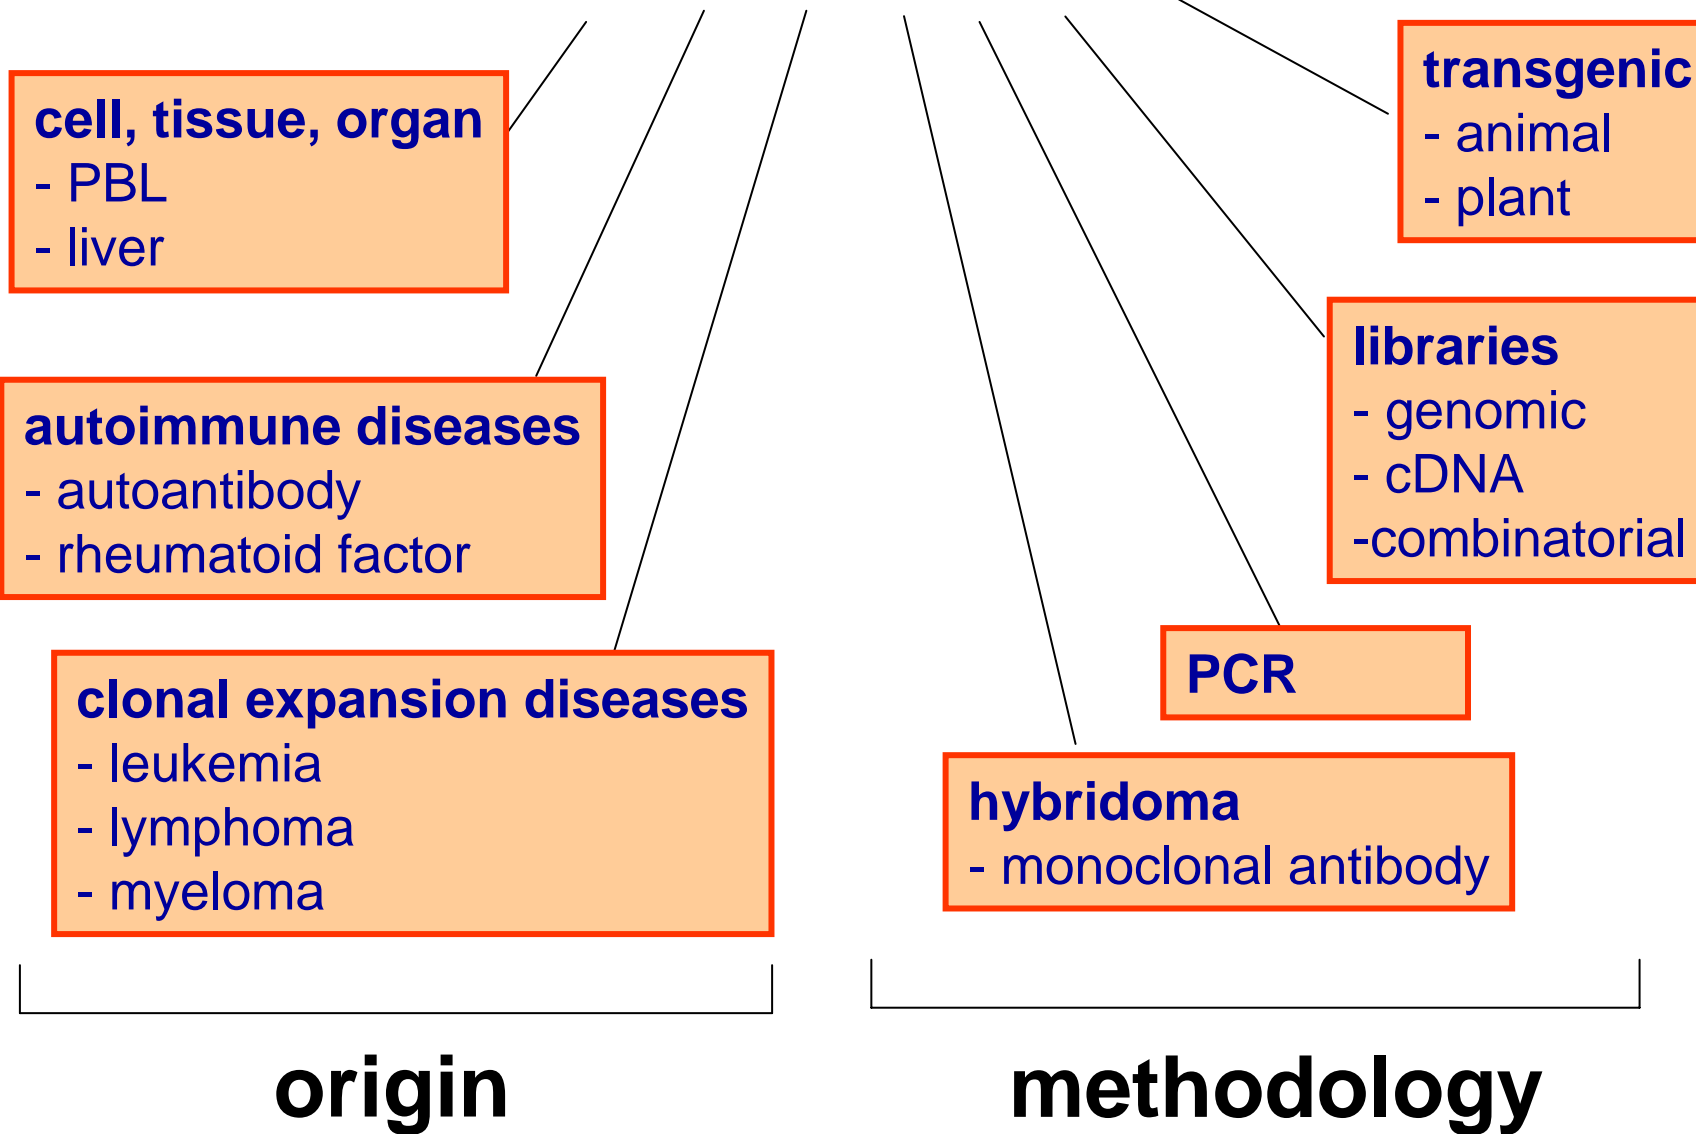 cell, tissue, organ
- PBL
- liver
autoimmune diseases
- autoantibody
- rheumatoid factor
clonal expansion diseases
- leukemia
- lymphoma
- myeloma
transgenic
- animal
- plant
libraries
- genomic
- cDNA
-combinatorial
PCR
hybridoma
- monoclonal antibody
origin
methodology